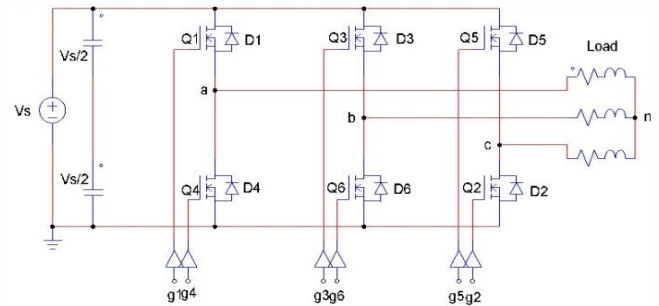 Q1 D1 Q3 D3 Q5 D5 Load
Vs/2
a
Vs b n
c
Vs/2
Q4 D4 Q6 D6 Q2 D2
g1g4 g3g6 g5g2